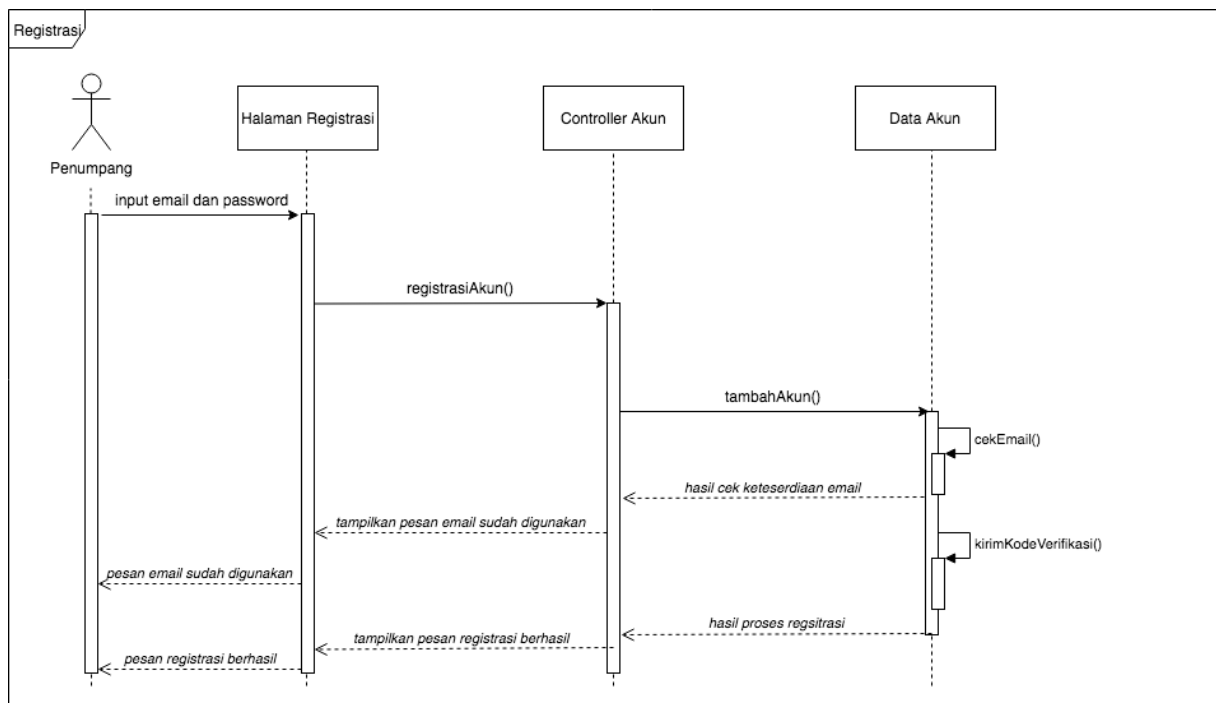 Registrasi
Penumpang
Halaman Registrasi
Controller Akun
Data Akun
input email dan password
registrasiAkun()
tambahAkun()
cekEmail()
hasil cek keteserdiaan email
tampilkan pesan email sudah digunakan
kirimKodeVerifikasi()
pesan email sudah digunakan
hasil proses regsitrasi
tampilkan pesan registrasi berhasil
pesan registrasi berhasil